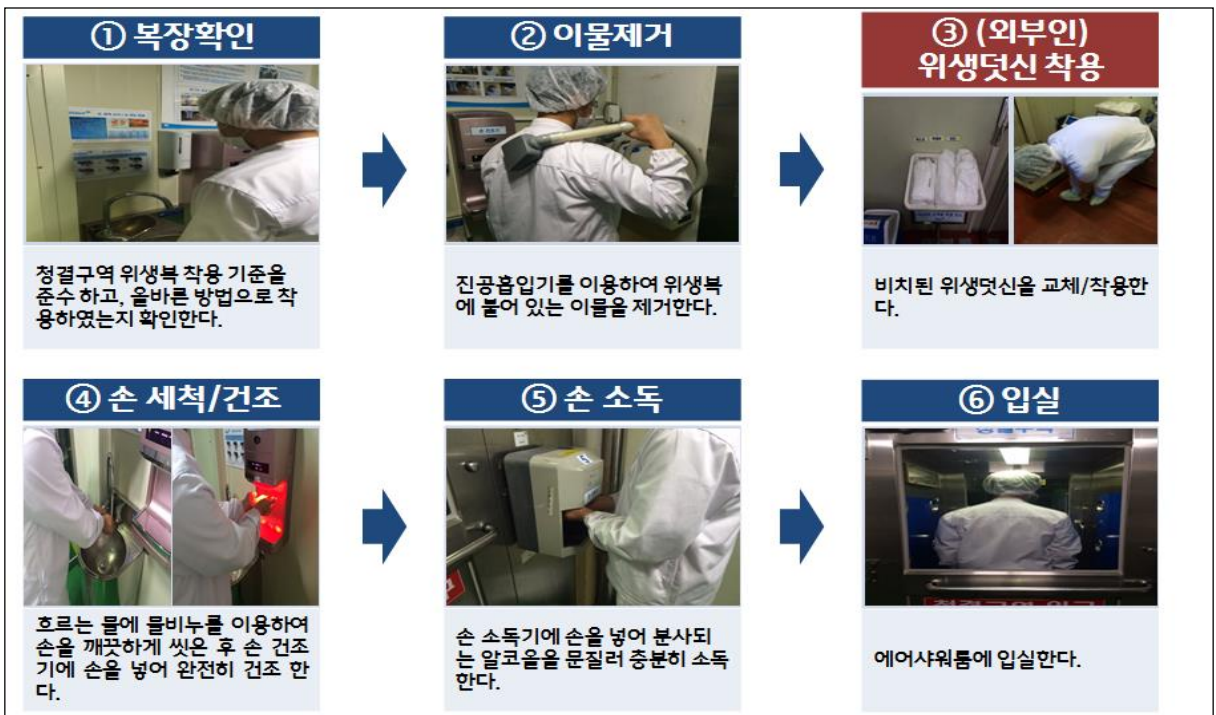 ① 복장확인
청결구역 위생복 착용 기준을
준수 하고, 올바른 방법으로 착
용하였는지 확인한다.
② 이물제거
진공흡입기를 이용하여 위생복
에 붙어 있는 이물을 제거한다.
③ (외부인)
위생덧신 착용
비치된 위생덧신을 교체/착용한
다.
④ 손 세척/건조
흐르는 물에 물비누를 이용하여
손을 깨끗하게 씻은 후 손 건조
기에 손을 넣어 완전히 건조 한
다.
⑤ 손 소독
손 소독기에 손을 넣어 분사되
는 알코올을 문질러 충분히 소독
한다.
⑥ 입실
에어샤워룸에 입실한다.